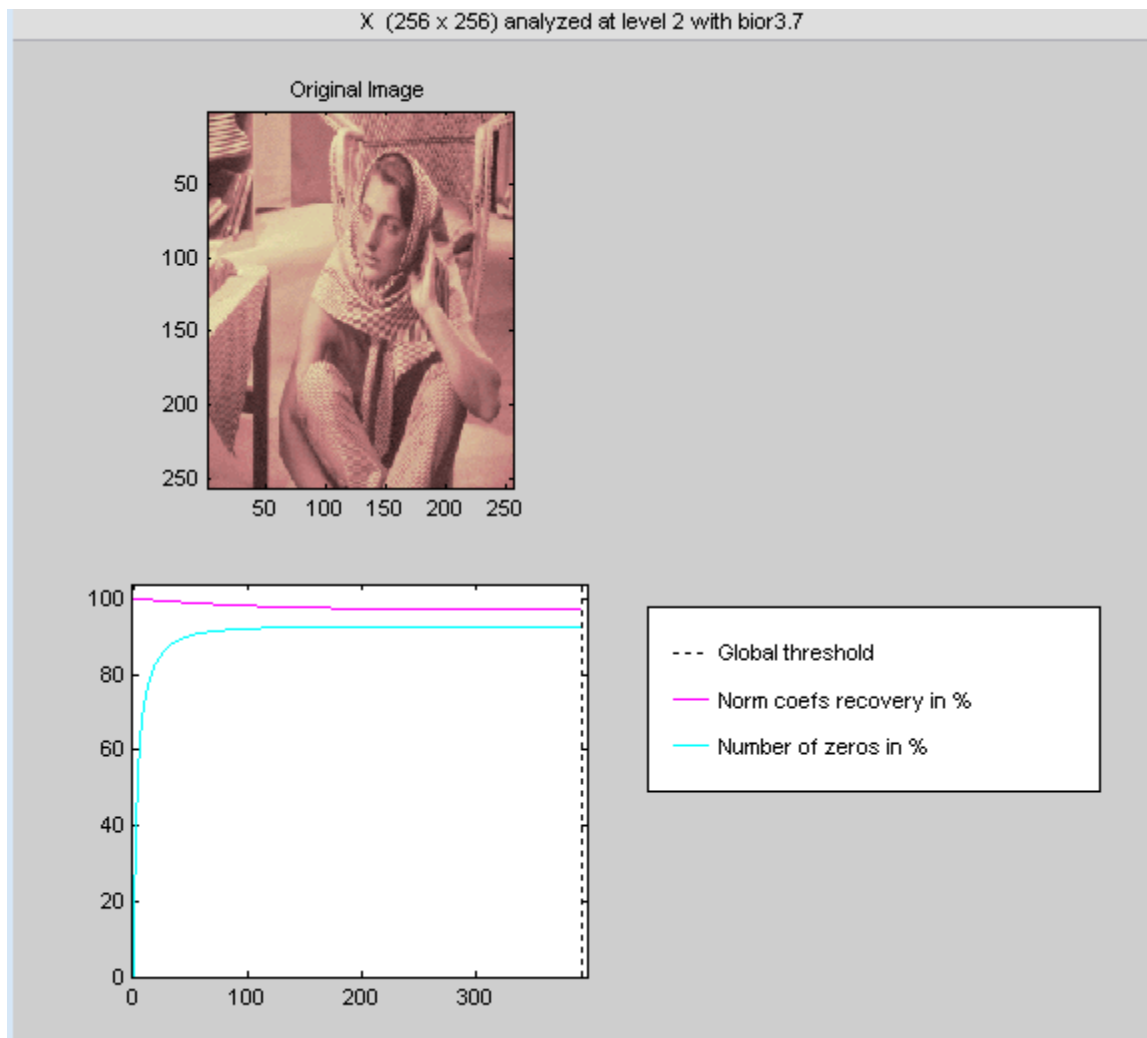 X (256 x 256) analyzed at level 2 with bior3.7
Original Image
50
100
150
200
250
50 100 150 200 250
100
80
60
40
20
0
0 100 200 300
Global threshold
Norm coefs recovery in %
Number of zeros in %